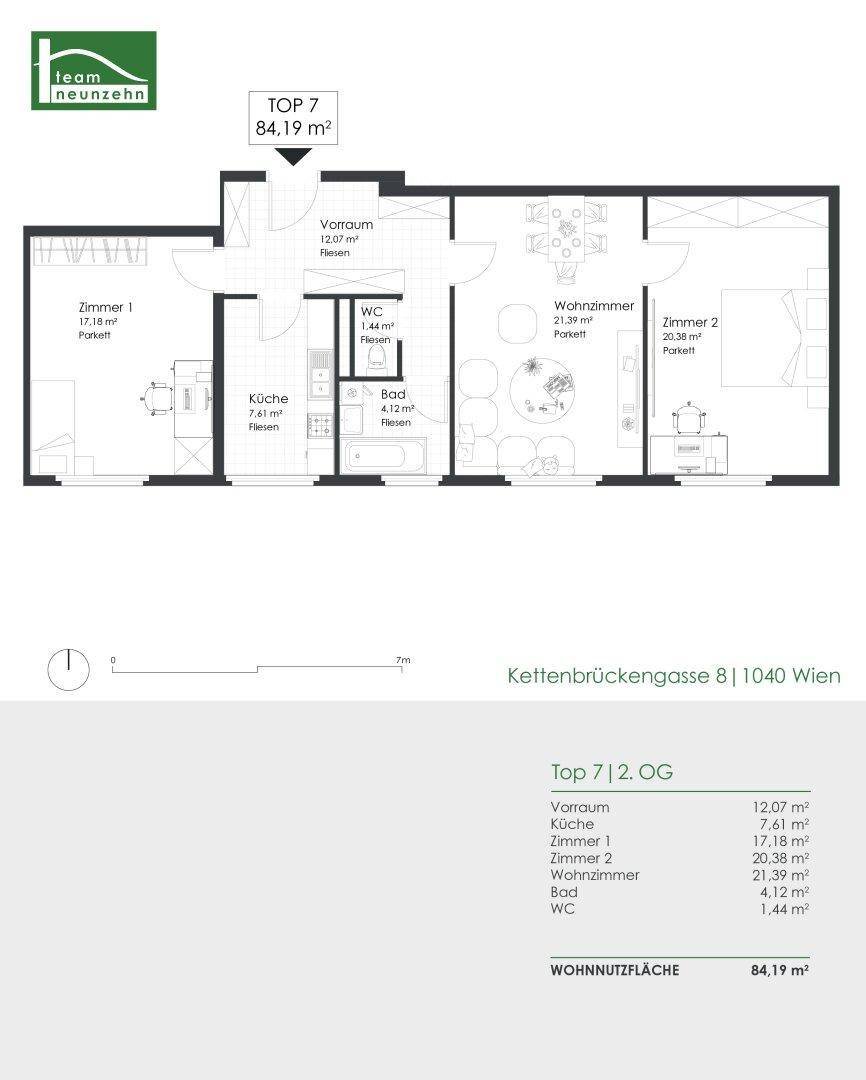 team
neunzehn
TOP 7
84,19 m²
Vorraum
12,07 m²
Fliesen
Zimmer 1
17,18 m²
Parkett
WC
1,44 m²
Fliesen
Wohnzimmer
21,39 m²
Parkett
Zimmer 2
20,38 m²
Parkett
Küche
7,61 m²
Fliesen
Bad
4,12 m²
Fliesen
0 7m
Kettenbrückengasse 8|1040 Wien
Top 7|2. OG
Vorraum 12,07 m²
Küche 7,61 m²
Zimmer 1 17,18 m²
Zimmer 2 20,38 m²
Wohnzimmer 21,39 m²
Bad 4,12 m²
WC 1,44 m²
WOHNNUTZFLÄCHE 84,19 m²